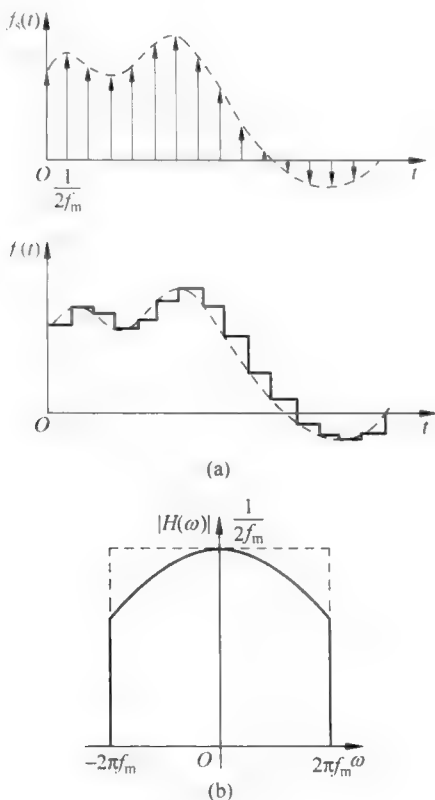 f_s(t)
O
1/(2f_m)
t
f(t)
O
t
(a)
|H(ω)|
1/(2f_m)
-2πf_m
O
2πf_m
ω
(b)